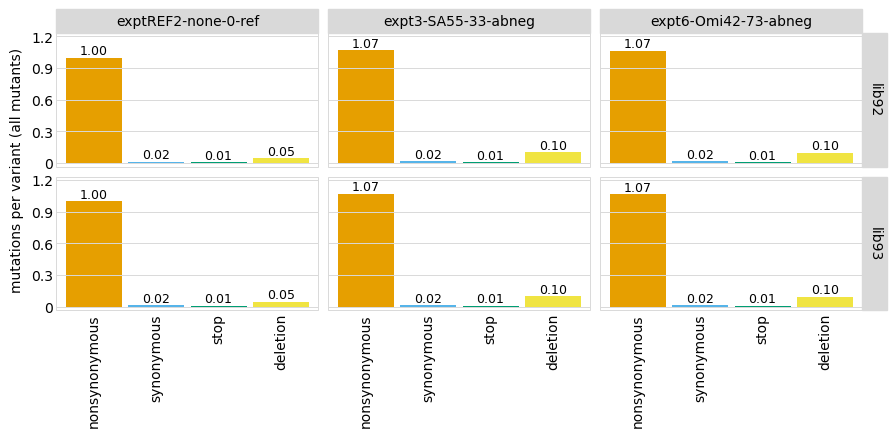 exptREF2-none-0-ref expt3-SA55-33-abneg expt6-Omi42-73-abneg
mutations per variant (all mutants)
1.2
0.9
0.6
0.3
0
1.00 0.02 0.01 0.05
1.07 0.02 0.01 0.10
1.07 0.02 0.01 0.10
lib92
1.2
0.9
0.6
0.3
0
1.00 0.02 0.01 0.05
1.07 0.02 0.01 0.10
1.07 0.02 0.01 0.10
lib93
nonsynonymous synonymous stop deletion
nonsynonymous synonymous stop deletion
nonsynonymous synonymous stop deletion